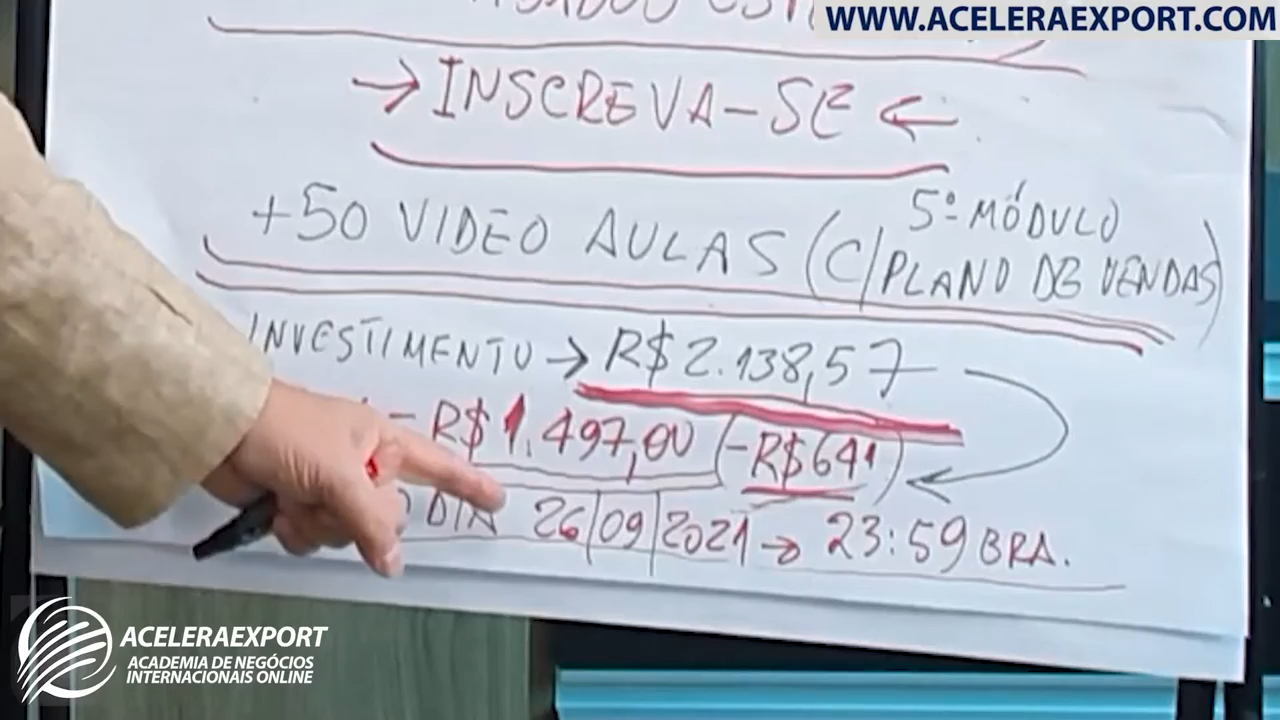 WWW.ACELERAEXPORT.COM
→ INSCREVA-SE ←
+50 VIDEO AULAS (C/PLANO DE VENDAS)
5º MÓDULO
INVESTIMENTO → R$2.138,57
- R$1.497,00 (-R$641)
DIA 26/09/2021 → 23:59 BRA.
ACELERAEXPORT
ACADEMIA DE NEGÓCIOS
INTERNACIONAIS ONLINE